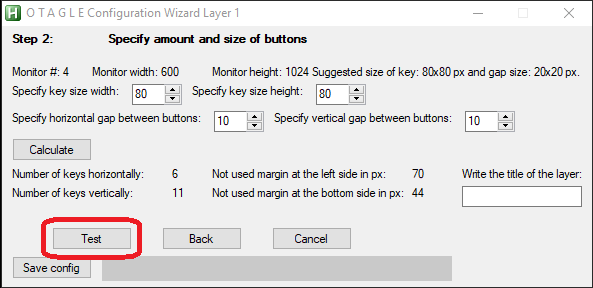 O T A G L E Configuration Wizard Layer 1
Step 2: Specify amount and size of buttons
Monitor #: 4 Monitor width: 600 Monitor height: 1024 Suggested size of key: 80x80 px and gap size: 20x20 px.
Specify key size width: 80 Specify key size height: 80
Specify horizontal gap between buttons: 10 Specify vertical gap between buttons: 10
Calculate
Number of keys horizontally: 6 Not used margin at the left side in px: 70 Write the title of the layer:
Number of keys vertically: 11 Not used margin at the bottom side in px: 44
Test Back Cancel
Save config